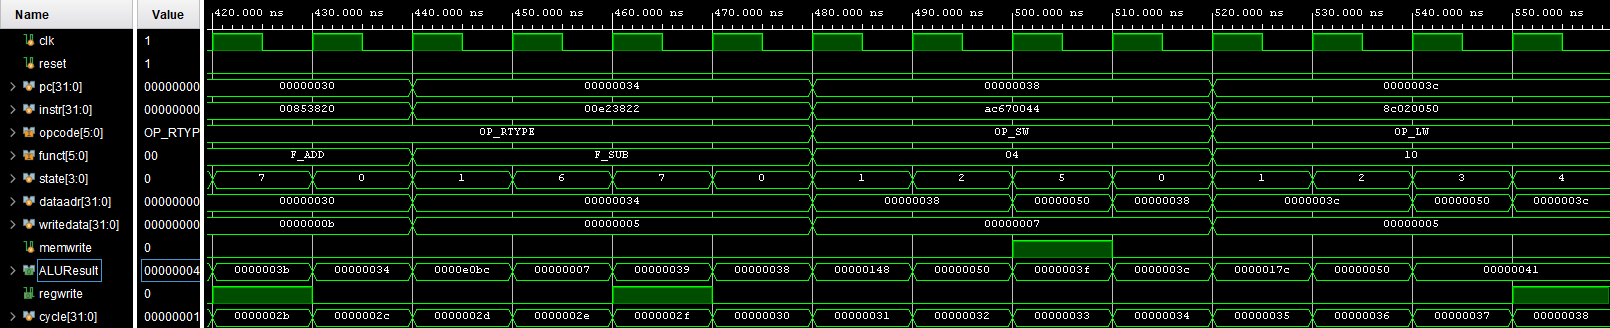 Name Value 420.000 ns 430.000 ns 440.000 ns 450.000 ns 460.000 ns 470.000 ns 480.000 ns 490.000 ns 500.000 ns 510.000 ns 520.000 ns 530.000 ns 540.000 ns 550.000 ns
clk 1
reset 1
pc[31:0] 00000000 00000030 00000034 00000038 0000003c
instr[31:0] 00000000 00853820 00e23822 ac670044 8c020050
opcode[5:0] OP_RTYP OP_RTYPE OP_SW OP_LW
funct[5:0] 00 F_ADD F_SUB 04 10
state[3:0] 0 7 0 1 6 7 0 1 2 5 0 1 2 3 4
dataadr[31:0] 00000000 00000030 00000034 00000038 00000050 00000038 0000003c 00000050 0000003c
writedata[31:0] 00000000 0000000b 00000005 00000007 00000005
memwrite 0
ALUResult 00000004 0000003b 00000034 0000e0bc 00000007 00000039 00000038 00000148 00000050 0000003f 0000003c 0000017c 00000050 00000041
regwrite 0
cycle[31:0] 00000001 0000002b 0000002c 0000002d 0000002e 0000002f 00000030 00000031 00000032 00000033 00000034 00000035 00000036 00000037 00000038